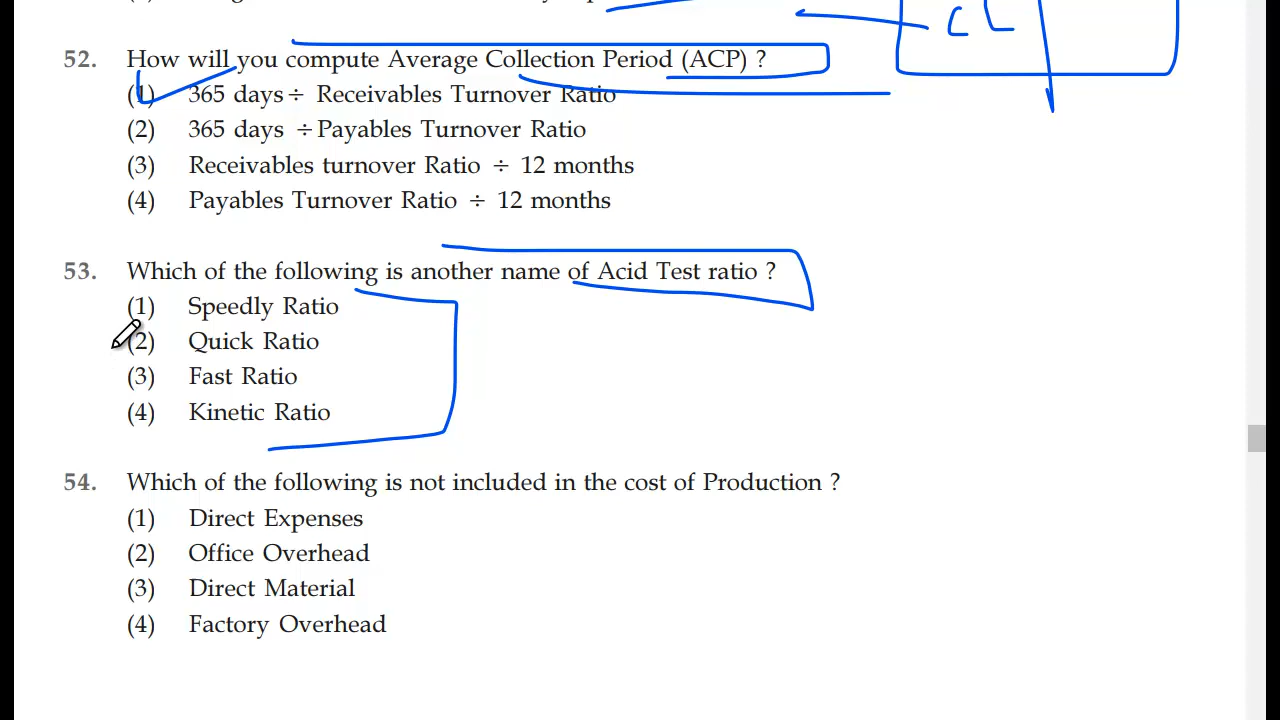 52. How will you compute Average Collection Period (ACP) ?
(1) 365 days ÷ Receivables Turnover Ratio
(2) 365 days ÷ Payables Turnover Ratio
(3) Receivables turnover Ratio ÷ 12 months
(4) Payables Turnover Ratio ÷ 12 months
53. Which of the following is another name of Acid Test ratio ?
(1) Speedly Ratio
(2) Quick Ratio
(3) Fast Ratio
(4) Kinetic Ratio
54. Which of the following is not included in the cost of Production ?
(1) Direct Expenses
(2) Office Overhead
(3) Direct Material
(4) Factory Overhead